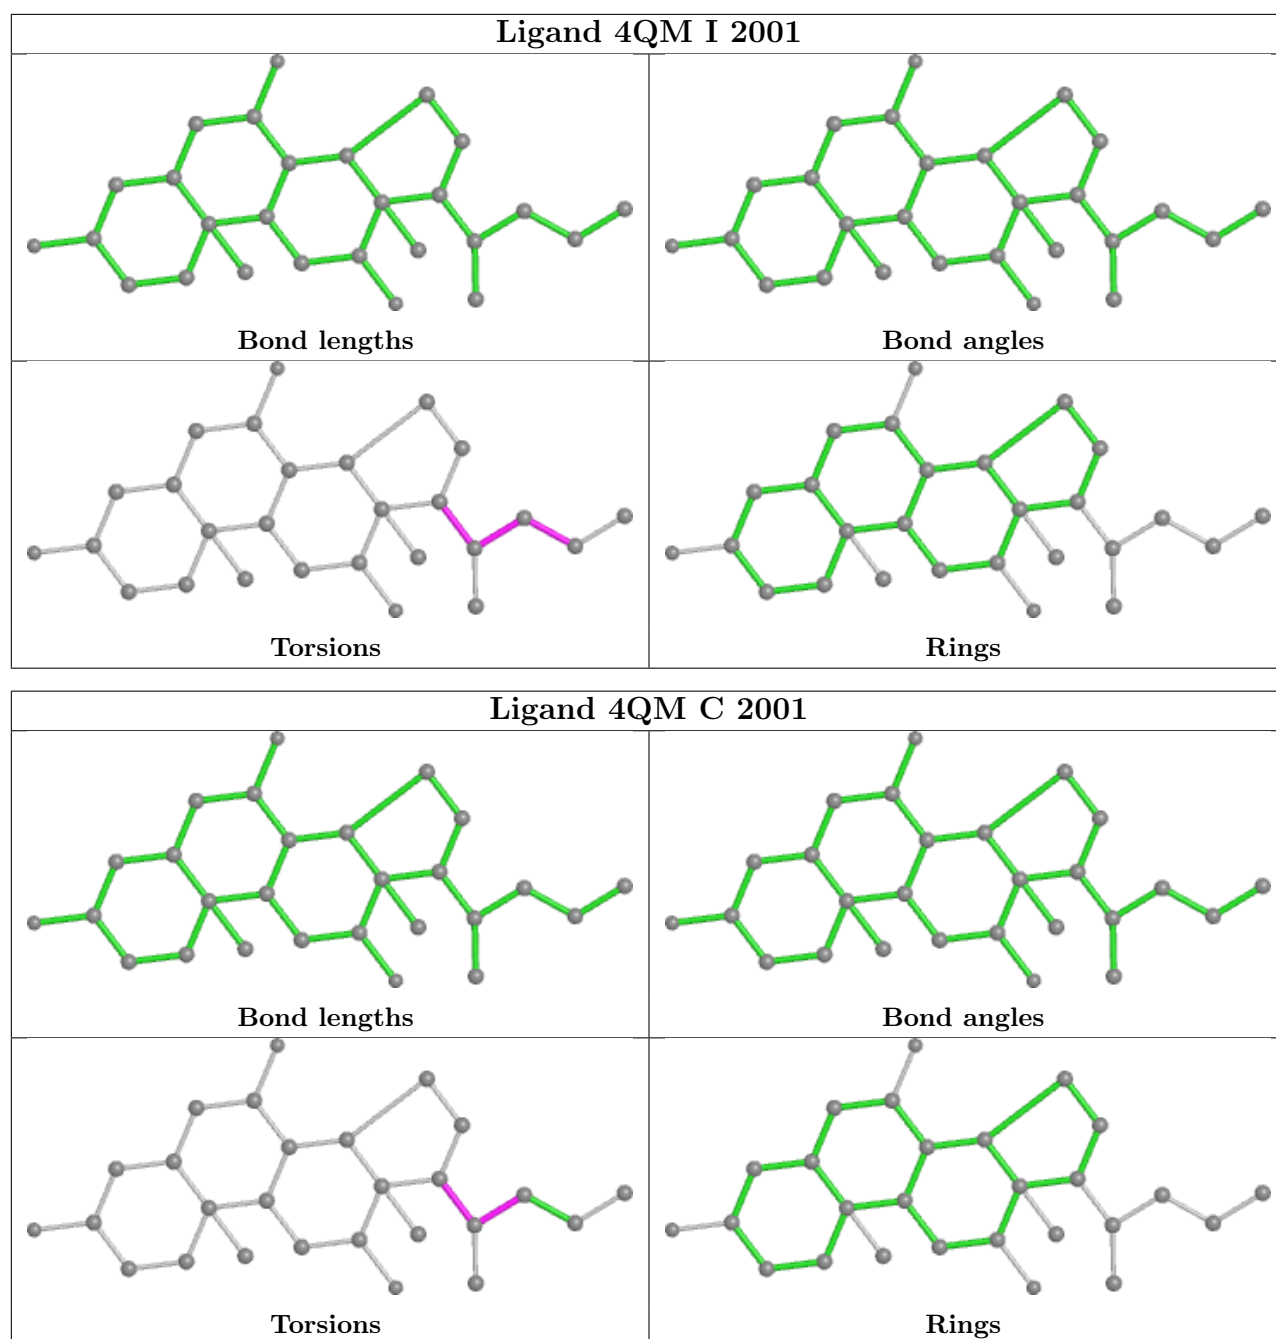 Ligand 4QM I 2001
Bond lengths
Bond angles
Torsions
Rings
Ligand 4QM C 2001
Bond lengths
Bond angles
Torsions
Rings